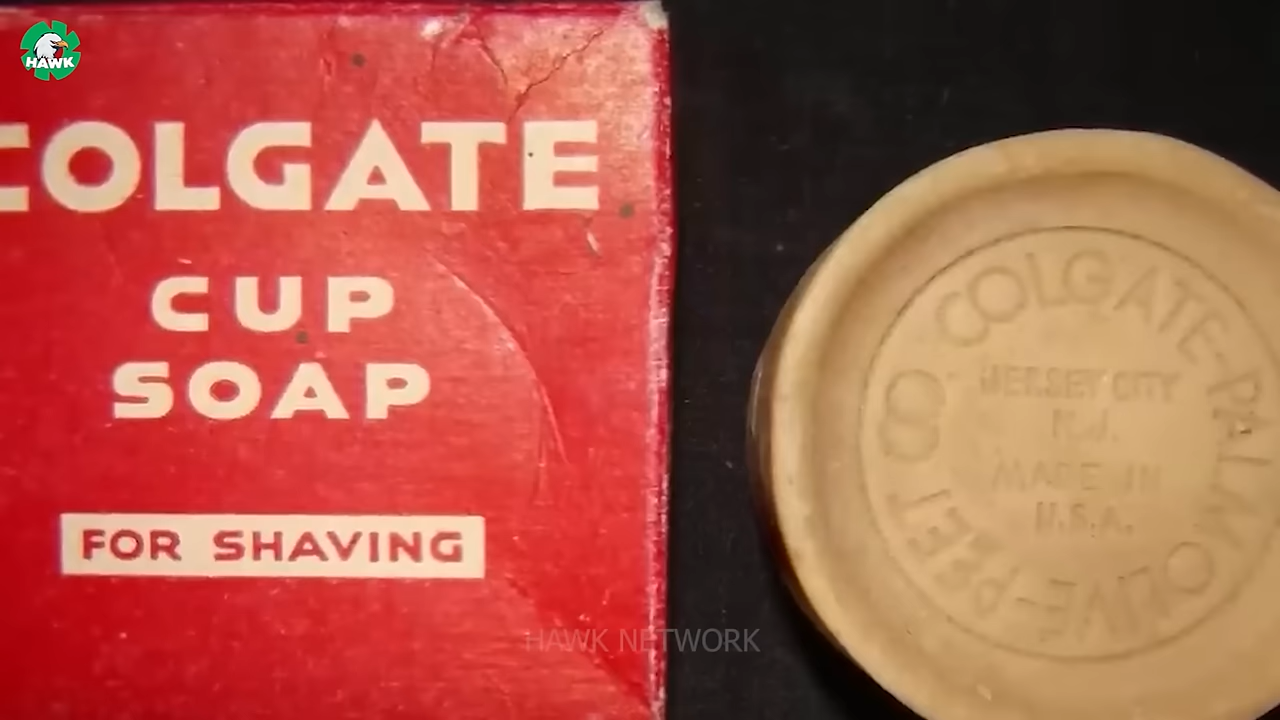 HAWK
COLGATE
CUP
SOAP
FOR SHAVING
COLGATE-PALMOLIVE-PEET CO
JERSEY CITY
N.J.
MADE IN
U.S.A.
HAWK NETWORK